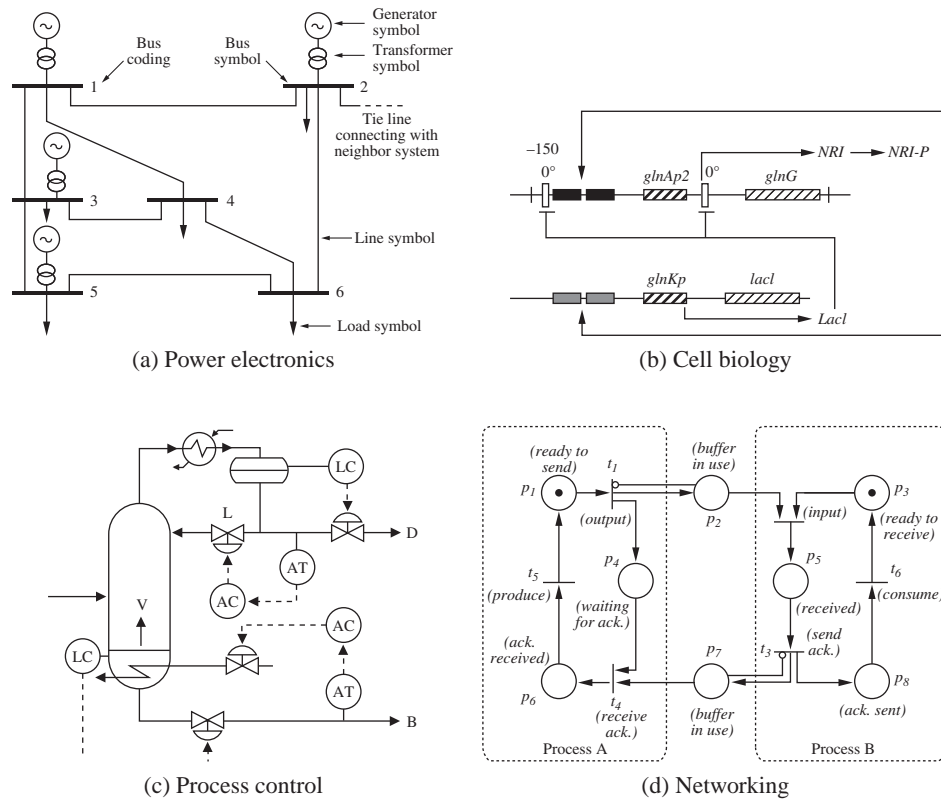 Generator
symbol
Bus
coding
Bus
symbol
Transformer
symbol
1
2
Tie line
connecting with
neighbor system
3
4
Line symbol
5
6
Load symbol
(a) Power electronics
–150
0°
glnAp2
0°
NRI
NRI-P
glnG
glnKp
lacl
Lacl
(b) Cell biology
LC
L
D
AT
V
AC
AC
LC
AT
B
(c) Process control
(ready to
send)
t1
(buffer
in use)
p1
p2
p3
(output)
(input)
(ready to
receive)
p4
p5
t5
(produce)
t6
(consume)
(waiting
for ack.)
(received)
(ack.
received)
(send
ack.)
t3
p7
p6
t4
p8
(receive
ack.)
(buffer
in use)
(ack. sent)
Process A
Process B
(d) Networking